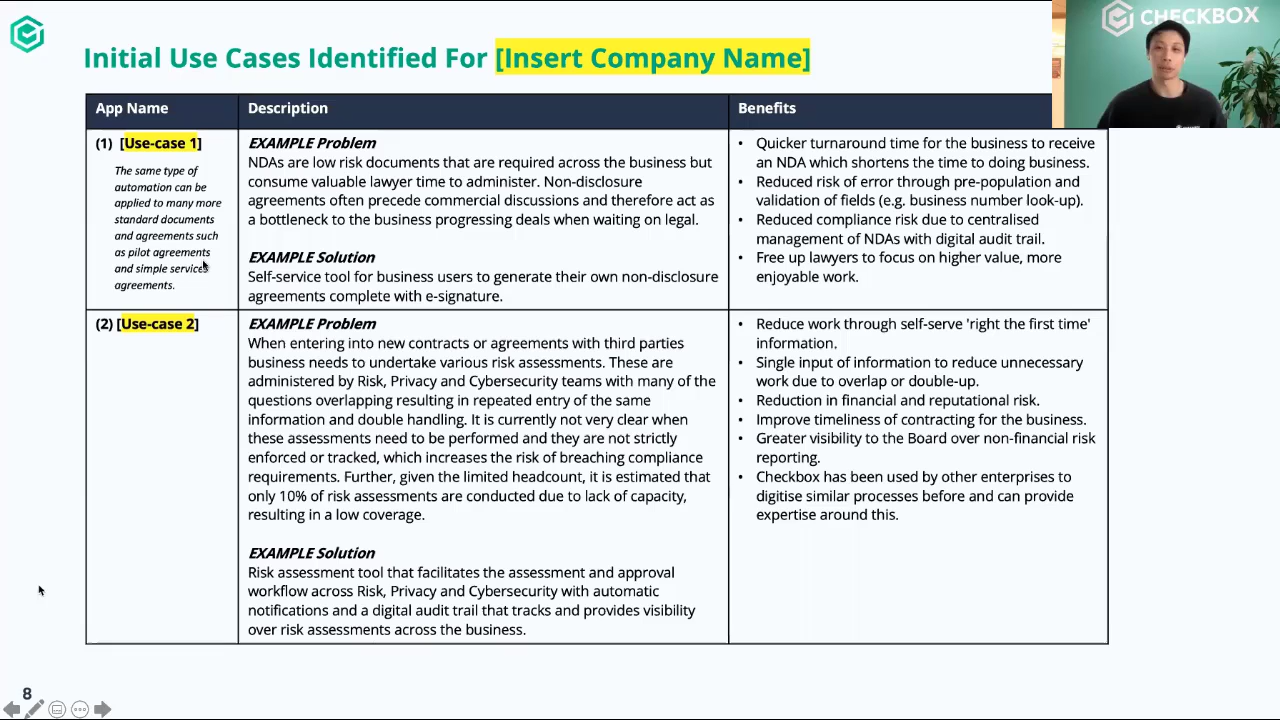 Initial Use Cases Identified For [Insert Company Name]
CHECKBOX
App Name
Description
Benefits
(1) [Use-case 1]
The same type of
automation can be
applied to many more
standard documents
and agreements such
as pilot agreements
and simple services
agreements.
EXAMPLE Problem
NDAs are low risk documents that are required across the business but
consume valuable lawyer time to administer. Non-disclosure
agreements often precede commercial discussions and therefore act as
a bottleneck to the business progressing deals when waiting on legal.
EXAMPLE Solution
Self-service tool for business users to generate their own non-disclosure
agreements complete with e-signature.
• Quicker turnaround time for the business to receive
an NDA which shortens the time to doing business.
• Reduced risk of error through pre-population and
validation of fields (e.g. business number look-up).
• Reduced compliance risk due to centralised
management of NDAs with digital audit trail.
• Free up lawyers to focus on higher value, more
enjoyable work.
(2) [Use-case 2]
EXAMPLE Problem
When entering into new contracts or agreements with third parties
business needs to undertake various risk assessments. These are
administered by Risk, Privacy and Cybersecurity teams with many of the
questions overlapping resulting in repeated entry of the same
information and double handling. It is currently not very clear when
these assessments need to be performed and they are not strictly
enforced or tracked, which increases the risk of breaching compliance
requirements. Further, given the limited headcount, it is estimated that
only 10% of risk assessments are conducted due to lack of capacity,
resulting in a low coverage.
EXAMPLE Solution
Risk assessment tool that facilitates the assessment and approval
workflow across Risk, Privacy and Cybersecurity with automatic
notifications and a digital audit trail that tracks and provides visibility
over risk assessments across the business.
• Reduce work through self-serve 'right the first time'
information.
• Single input of information to reduce unnecessary
work due to overlap or double-up.
• Reduction in financial and reputational risk.
• Improve timeliness of contracting for the business.
• Greater visibility to the Board over non-financial risk
reporting.
• Checkbox has been used by other enterprises to
digitise similar processes before and can provide
expertise around this.
8